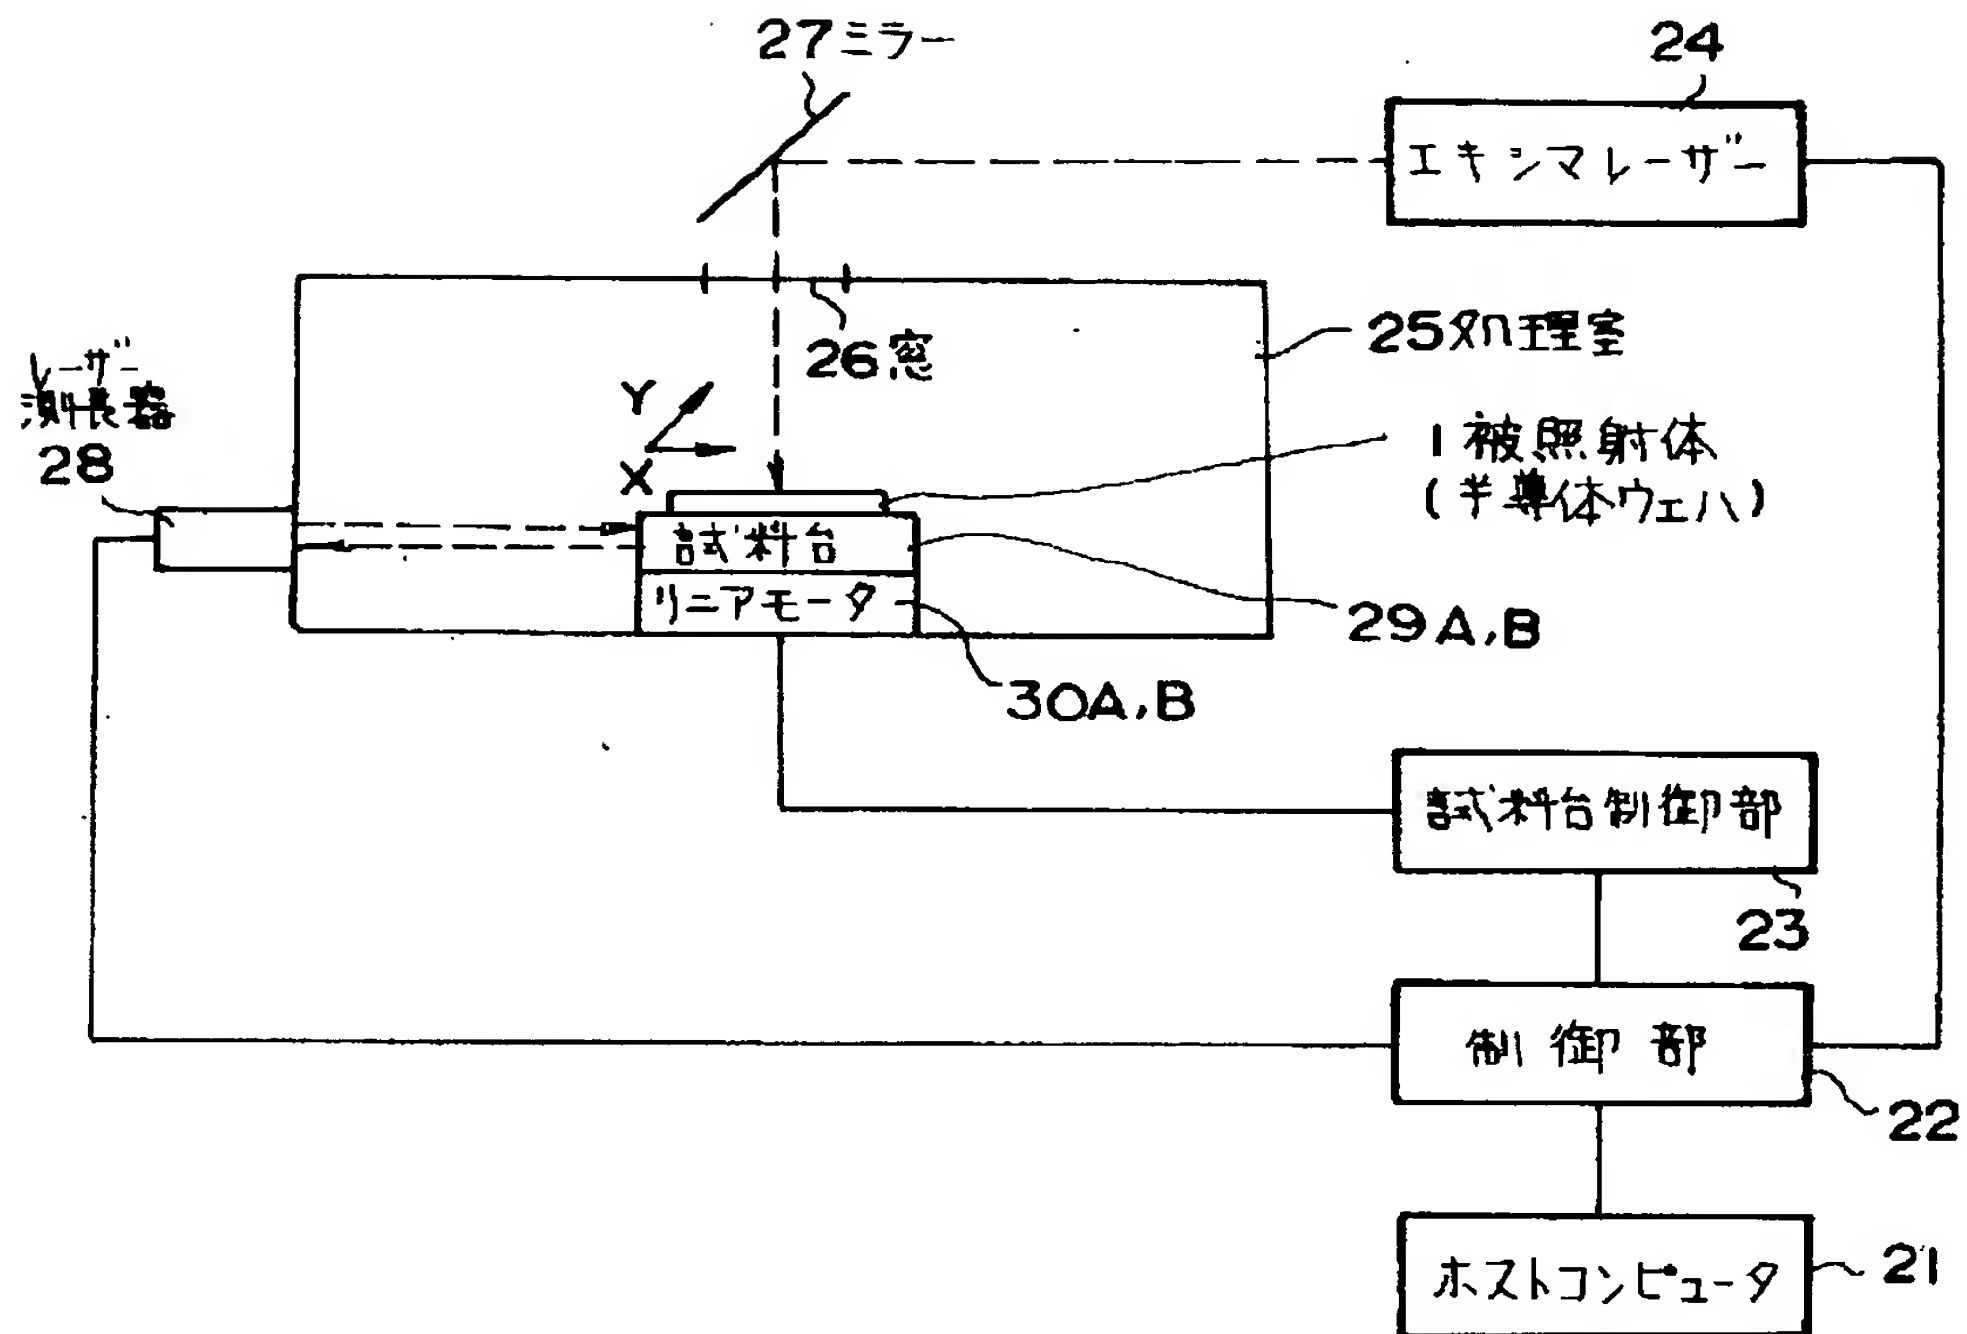 27ミラー
24
エキシマレーザー
26窓
25処理室
レーザー
測長器
28
Y
X
1被照射体
(半導体ウェハ)
試料台
リニアモータ
29A,B
30A,B
試料台制御部
23
制御部
22
ホストコンピュータ
21